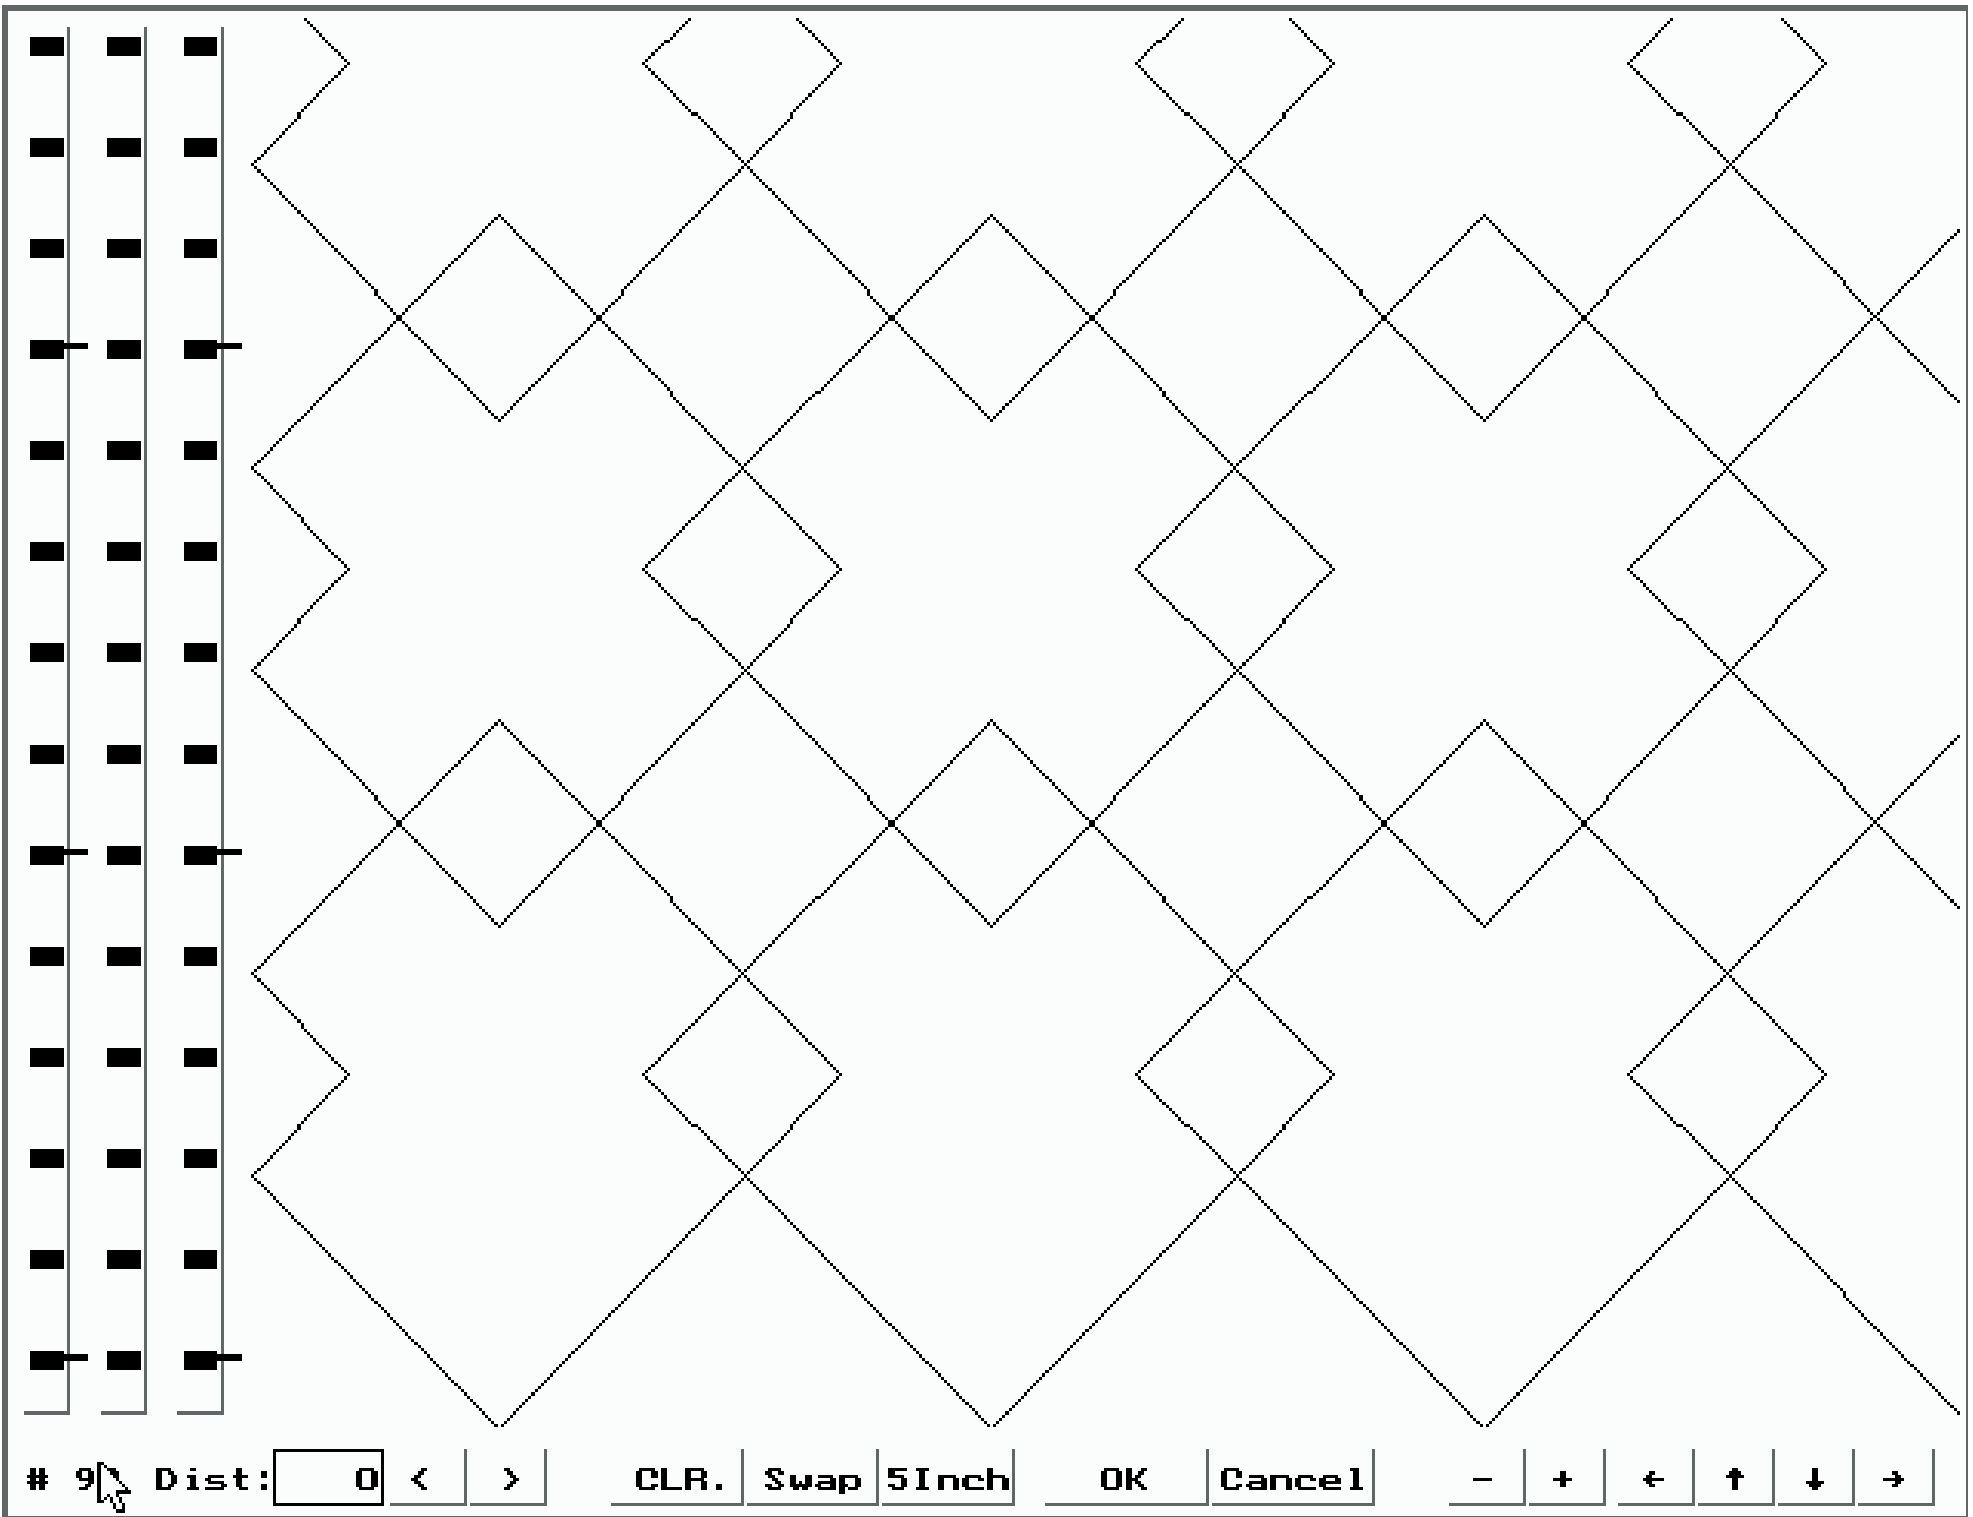 # 9 Dist: 0 < > CLR. Swap 5Inch OK Cancel - + ← ↑ ↓ →